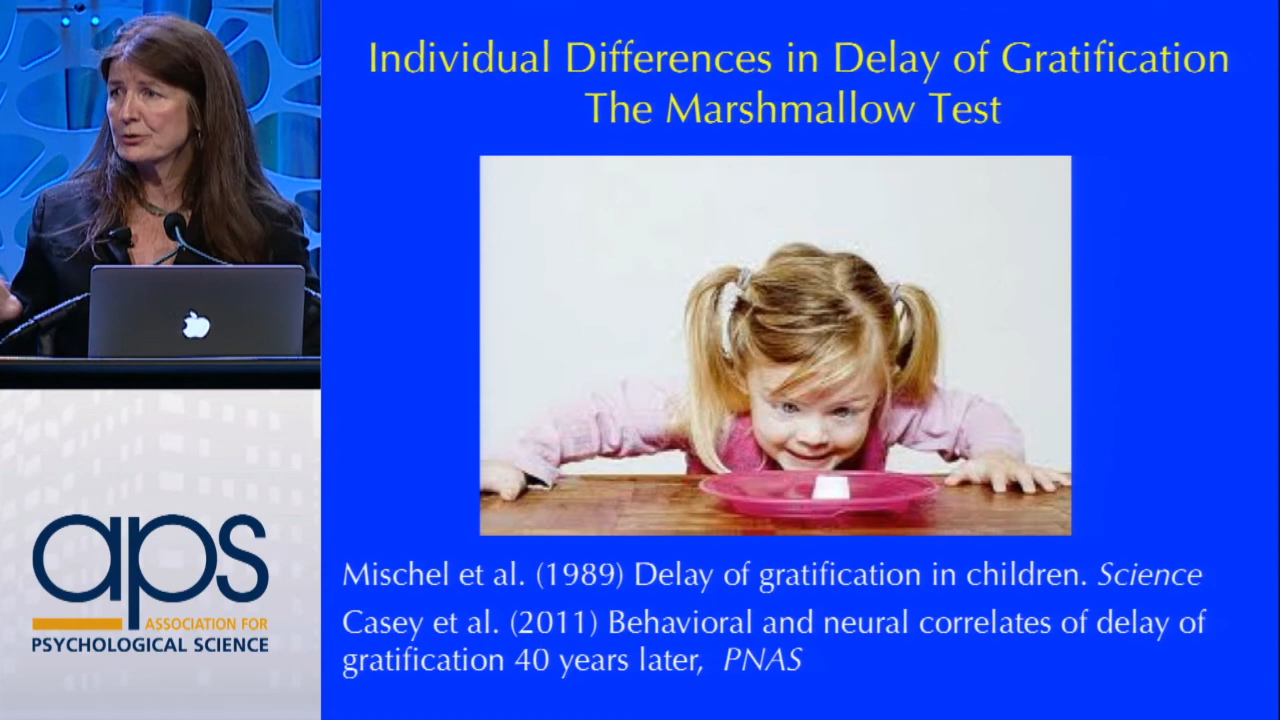 Individual Differences in Delay of Gratification
The Marshmallow Test
Mischel et al. (1989) Delay of gratification in children. Science
Casey et al. (2011) Behavioral and neural correlates of delay of
gratification 40 years later, PNAS
aps
ASSOCIATION FOR
PSYCHOLOGICAL SCIENCE